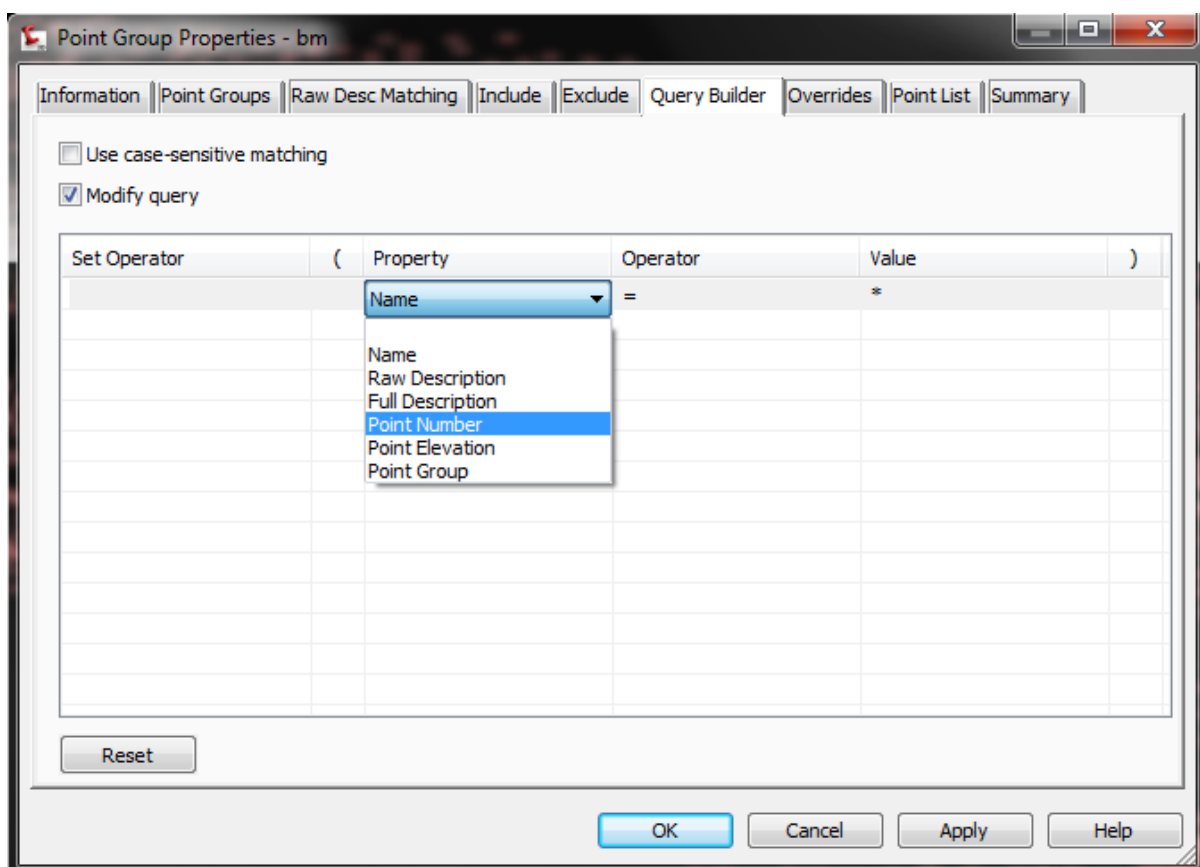 Point Group Properties - bm
Information Point Groups Raw Desc Matching Include Exclude Query Builder Overrides Point List Summary
Use case-sensitive matching
Modify query
Set Operator ( Property Operator Value )
Name = *
Name
Raw Description
Full Description
Point Number
Point Elevation
Point Group
Reset
OK Cancel Apply Help